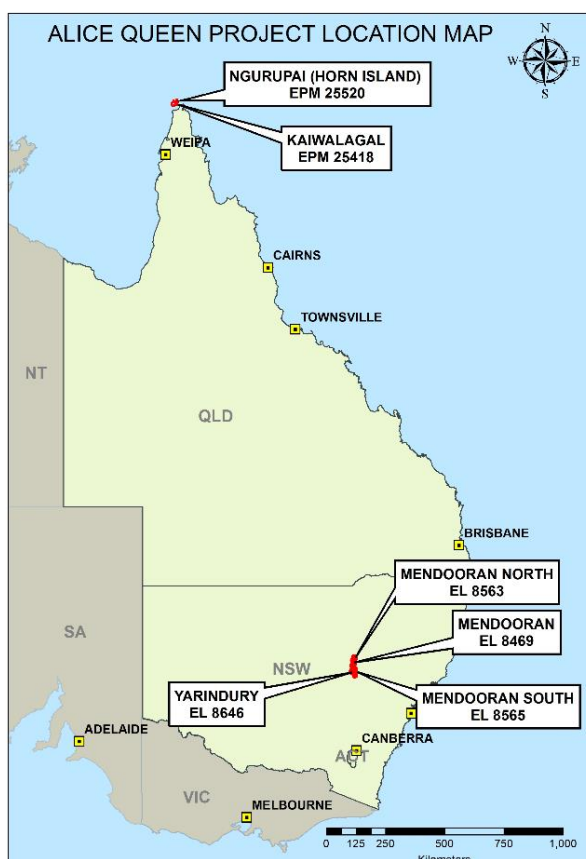 ALICE QUEEN PROJECT LOCATION MAP
N
W
E
S
NGURUPAI (HORN ISLAND)
EPM 25520
KAIWALAGAL
EPM 25418
WEIPA
CAIRNS
TOWNSVILLE
NT
QLD
BRISBANE
MENDOORAN NORTH
EL 8563
SA
MENDOORAN
EL 8469
NSW
YARINDURY
EL 8646
MENDOORAN SOUTH
EL 8565
ADELAIDE
CANBERRA
ACT
VIC
MELBOURNE
0 125 250 500 750 1,000
Kilometers